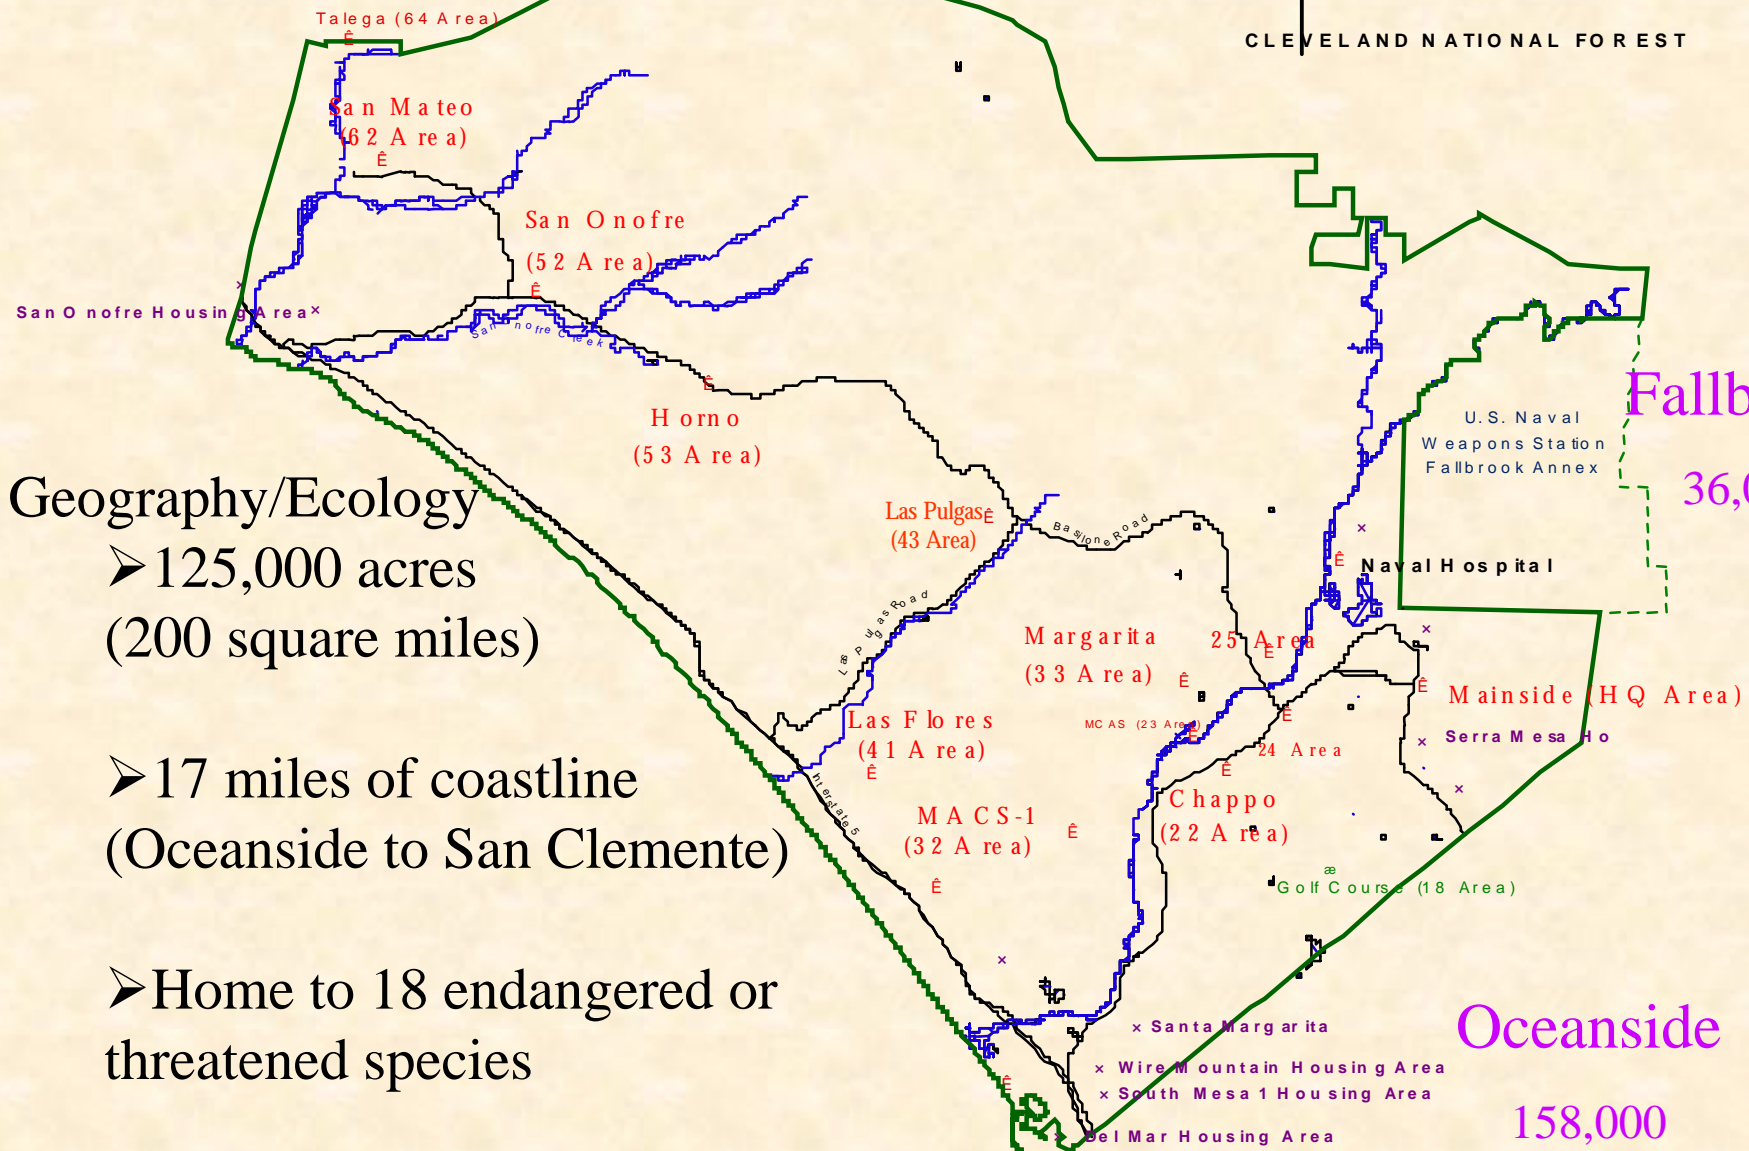 Talega (64 Area)
CLEVELAND NATIONAL FOREST
San Mateo
(62 Area)
San Onofre
(52 Area)
San Onofre Housing Area
San Onofre Creek
Horno
(53 Area)
U.S. Naval
Weapons Station
Fallbrook Annex
Geography/Ecology
➢125,000 acres
(200 square miles)
➢17 miles of coastline
(Oceanside to San Clemente)
➢Home to 18 endangered or
threatened species
Las Pulgas
(43 Area)
Basilone Road
Naval Hospital
Las Pulgas Road
Margarita
(33 Area)
25 Area
Mainside (HQ Area)
Las Flores
(41 Area)
MCAS (23 Area)
24 Area
Serra Mesa Ho
Interstate 5
MACS-1
(32 Area)
Chappo
(22 Area)
Golf Course (18 Area)
Santa Margarita
Oceanside
158,000
Wire Mountain Housing Area
South Mesa 1 Housing Area
Del Mar Housing Area